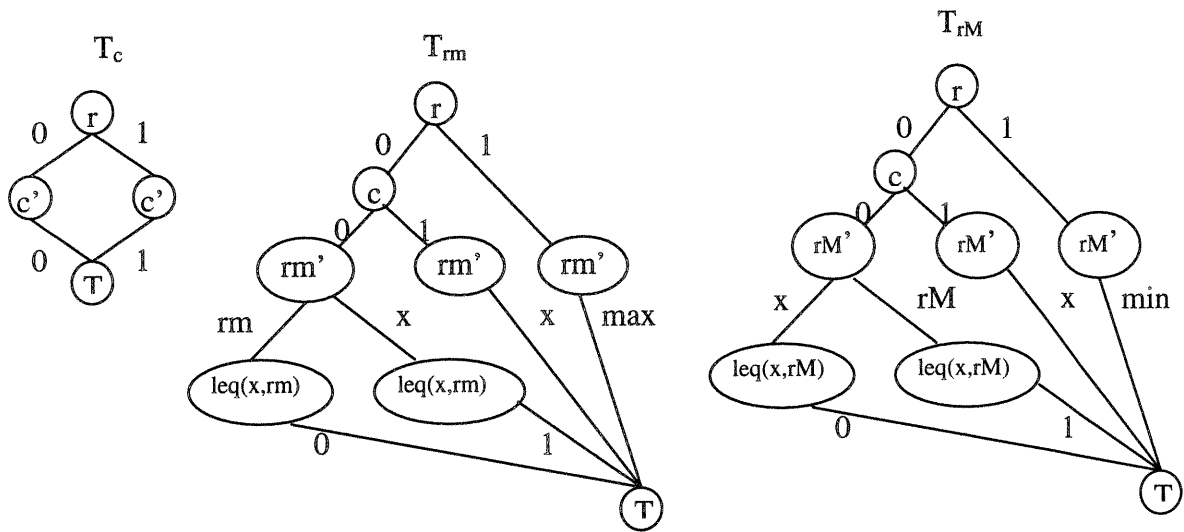 T_c
r
0 1
c' c'
0 1
T
T_rm
r
0 1
c
0 1
rm' rm' rm'
rm x x max
leq(x,rm) leq(x,rm)
0 1
T
T_rM
r
0 1
c
0 1
rM' rM' rM'
x rM x min
leq(x,rM) leq(x,rM)
0 1
T